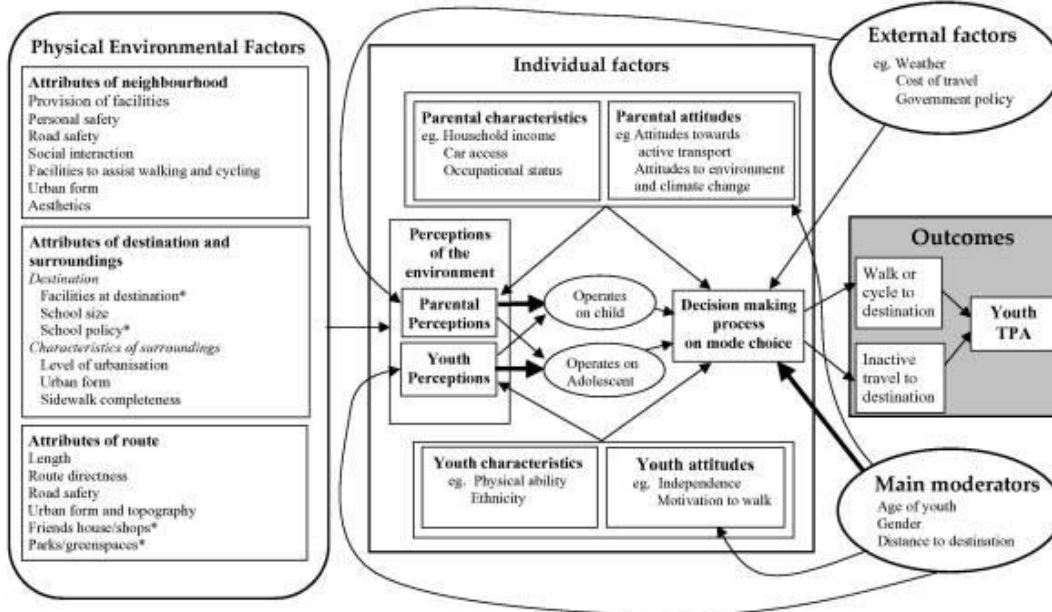 Physical Environmental Factors
Attributes of neighbourhood
Provision of facilities
Personal safety
Road safety
Social interaction
Facilities to assist walking and cycling
Urban form
Aesthetics
Attributes of destination and
surroundings
Destination
Facilities at destination*
School size
School policy*
Characteristics of surroundings
Level of urbanisation
Urban form
Sidewalk completeness
Attributes of route
Length
Route directness
Road safety
Urban form and topography
Friends house/shops*
Parks/greenspaces*
Individual factors
Parental characteristics
eg. Household income
Car access
Occupational status
Parental attitudes
eg Attitudes towards
active transport
Attitudes to environment
and climate change
Perceptions
of the
environment
Parental
Perceptions
Youth
Perceptions
Operates
on child
Operates on
Adolescent
Decision making
process
on mode choice
Youth characteristics
eg. Physical ability
Ethnicity
Youth attitudes
eg. Independence
Motivation to walk
External factors
eg. Weather
Cost of travel
Government policy
Outcomes
Walk or
cycle to
destination
Inactive
travel to
destination
Youth
TPA
Main moderators
Age of youth
Gender
Distance to destination